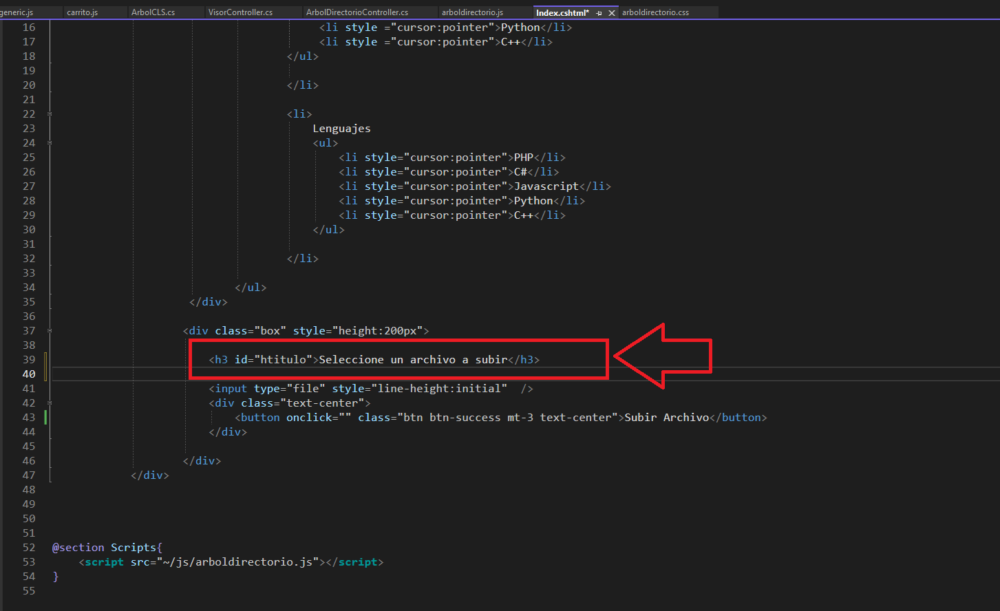 generic.js carrito.js ArbolCLS.cs VisorController.cs ArbolDirectorioController.cs arboldirectorio.js Index.cshtml* arboldirectorio.css
16 <li style ="cursor:pointer">Python</li>
17 <li style ="cursor:pointer">C++</li>
18 </ul>
19
20 </li>
21
22 <li>
23 Lenguajes
24 <ul>
25 <li style="cursor:pointer">PHP</li>
26 <li style="cursor:pointer">C#</li>
27 <li style="cursor:pointer">Javascript</li>
28 <li style="cursor:pointer">Python</li>
29 <li style="cursor:pointer">C++</li>
30 </ul>
31
32 </li>
33
34 </ul>
35 </div>
36
37 <div class="box" style="height:200px">
38
39 <h3 id="htitulo">Seleccione un archivo a subir</h3>
40
41 <input type="file" style="line-height:initial"  />
42 <div class="text-center">
43 <button onclick="" class="btn btn-success mt-3 text-center">Subir Archivo</button>
44 </div>
45
46 </div>
47 </div>
48
49
50
51
52 @section Scripts{
53 <script src="~/js/arboldirectorio.js"></script>
54 }
55